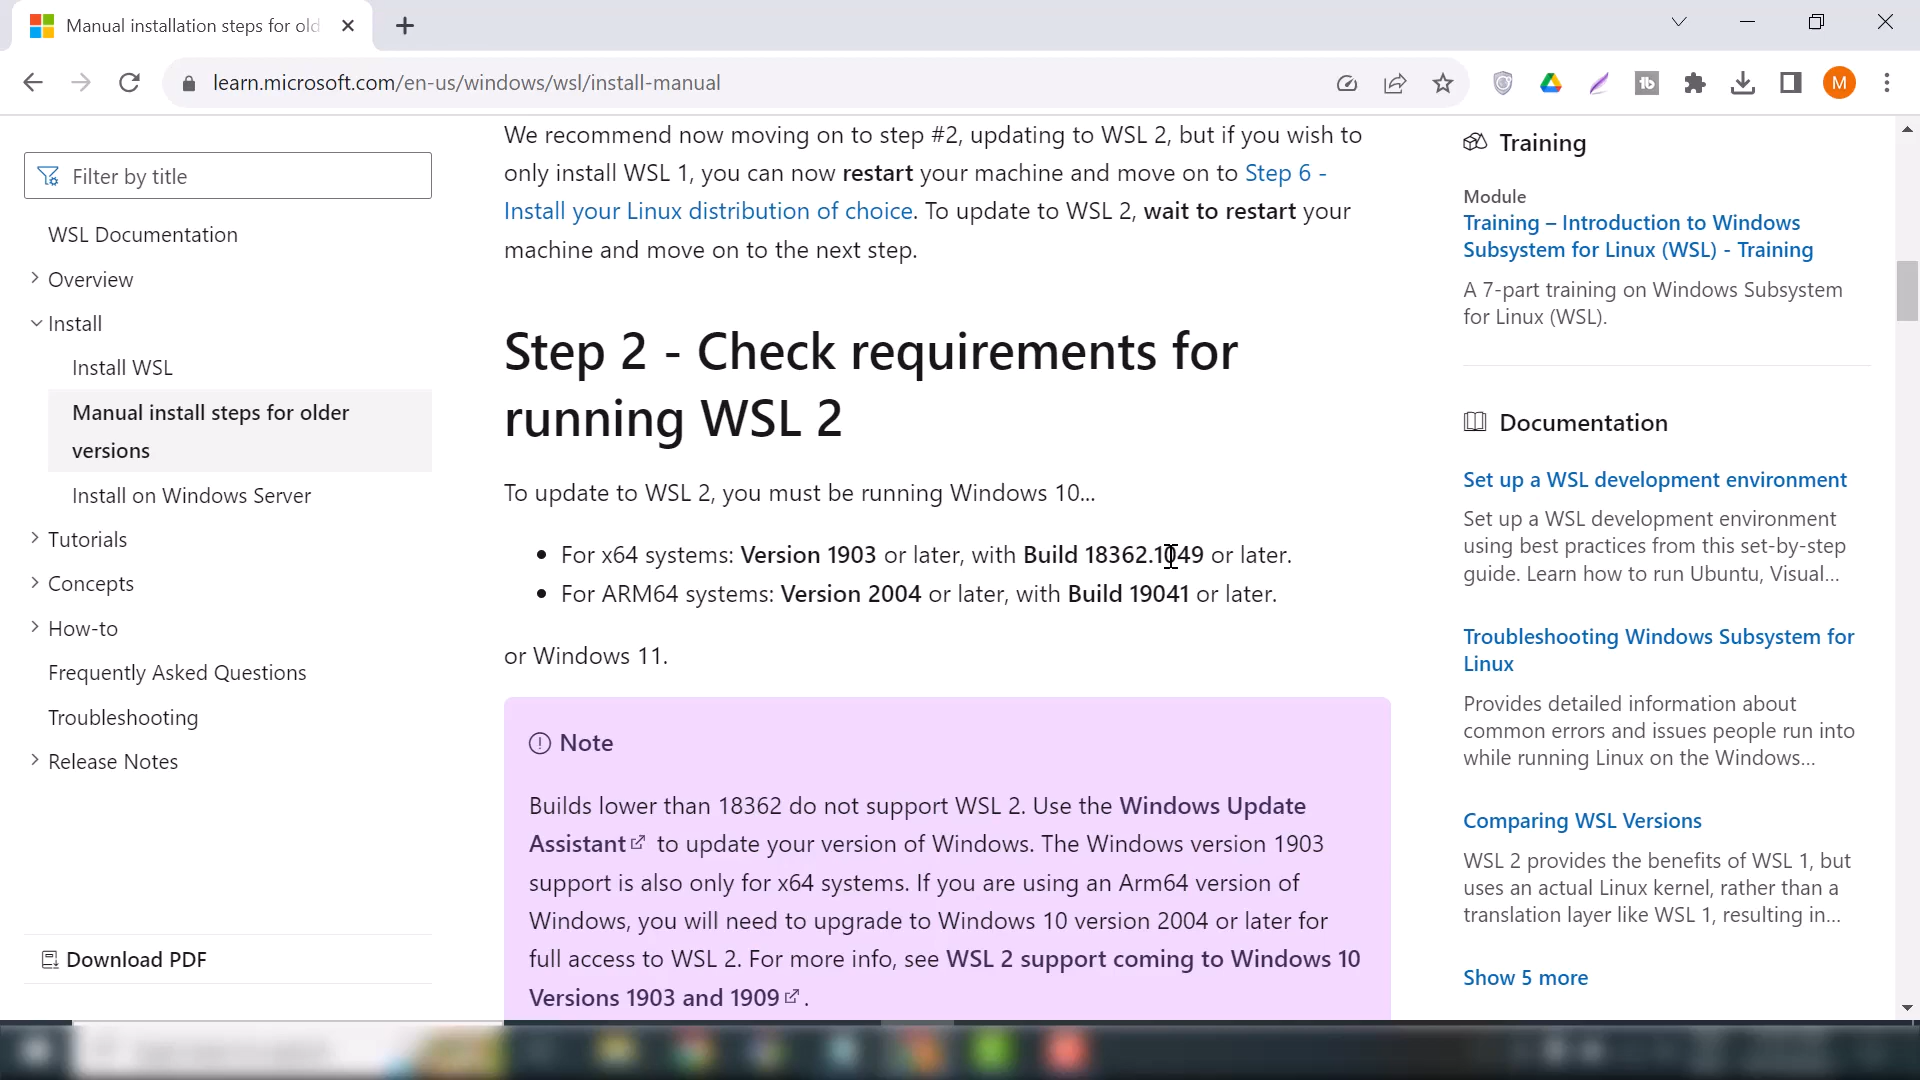 Manual installation steps for old
learn.microsoft.com/en-us/windows/wsl/install-manual
M
Filter by title
WSL Documentation
Overview
Install
Install WSL
Manual install steps for older
versions
Install on Windows Server
Tutorials
Concepts
How-to
Frequently Asked Questions
Troubleshooting
Release Notes
Download PDF
We recommend now moving on to step #2, updating to WSL 2, but if you wish to
only install WSL 1, you can now restart your machine and move on to Step 6 -
Install your Linux distribution of choice. To update to WSL 2, wait to restart your
machine and move on to the next step.
Step 2 - Check requirements for
running WSL 2
To update to WSL 2, you must be running Windows 10...
• For x64 systems: Version 1903 or later, with Build 18362.1049 or later.
• For ARM64 systems: Version 2004 or later, with Build 19041 or later.
or Windows 11.
Note
Builds lower than 18362 do not support WSL 2. Use the Windows Update
Assistant to update your version of Windows. The Windows version 1903
support is also only for x64 systems. If you are using an Arm64 version of
Windows, you will need to upgrade to Windows 10 version 2004 or later for
full access to WSL 2. For more info, see WSL 2 support coming to Windows 10
Versions 1903 and 1909 .
Training
Module
Training – Introduction to Windows
Subsystem for Linux (WSL) - Training
A 7-part training on Windows Subsystem
for Linux (WSL).
Documentation
Set up a WSL development environment
Set up a WSL development environment
using best practices from this set-by-step
guide. Learn how to run Ubuntu, Visual...
Troubleshooting Windows Subsystem for
Linux
Provides detailed information about
common errors and issues people run into
while running Linux on the Windows...
Comparing WSL Versions
WSL 2 provides the benefits of WSL 1, but
uses an actual Linux kernel, rather than a
translation layer like WSL 1, resulting in...
Show 5 more